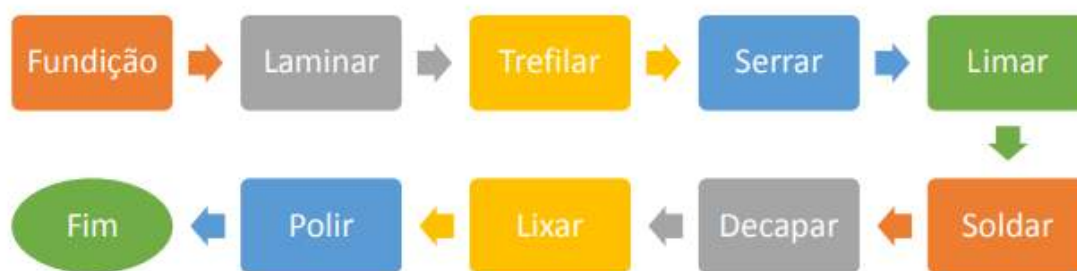 Fundição
Laminar
Trefilar
Serrar
Limar
Soldar
Decapar
Lixar
Polir
Fim